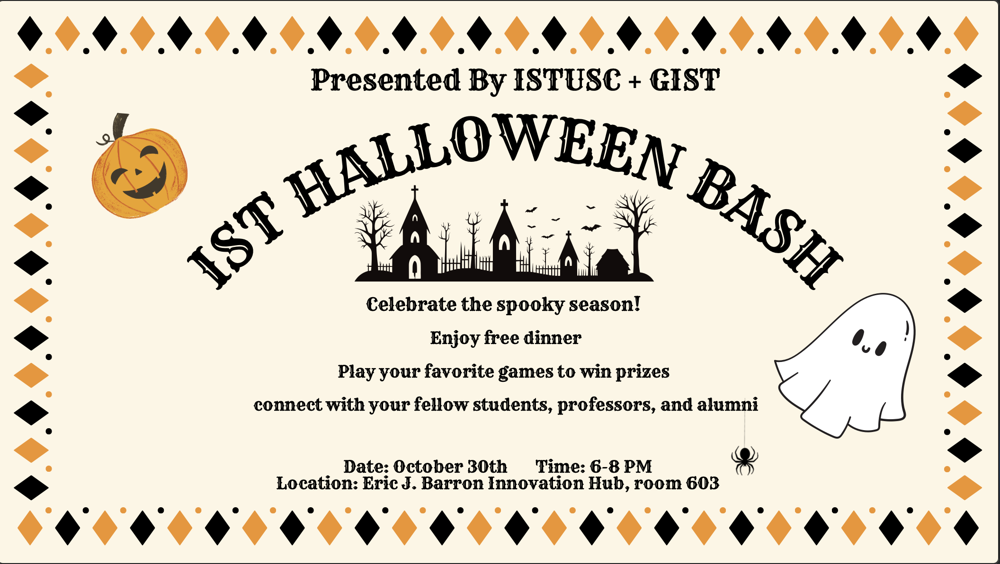 Presented By ISTUSC + GIST
IST HALLOWEEN BASH
Celebrate the spooky season!
Enjoy free dinner
Play your favorite games to win prizes
connect with your fellow students, professors, and alumni
Date: October 30th Time: 6-8 PM
Location: Eric J. Barron Innovation Hub, room 603